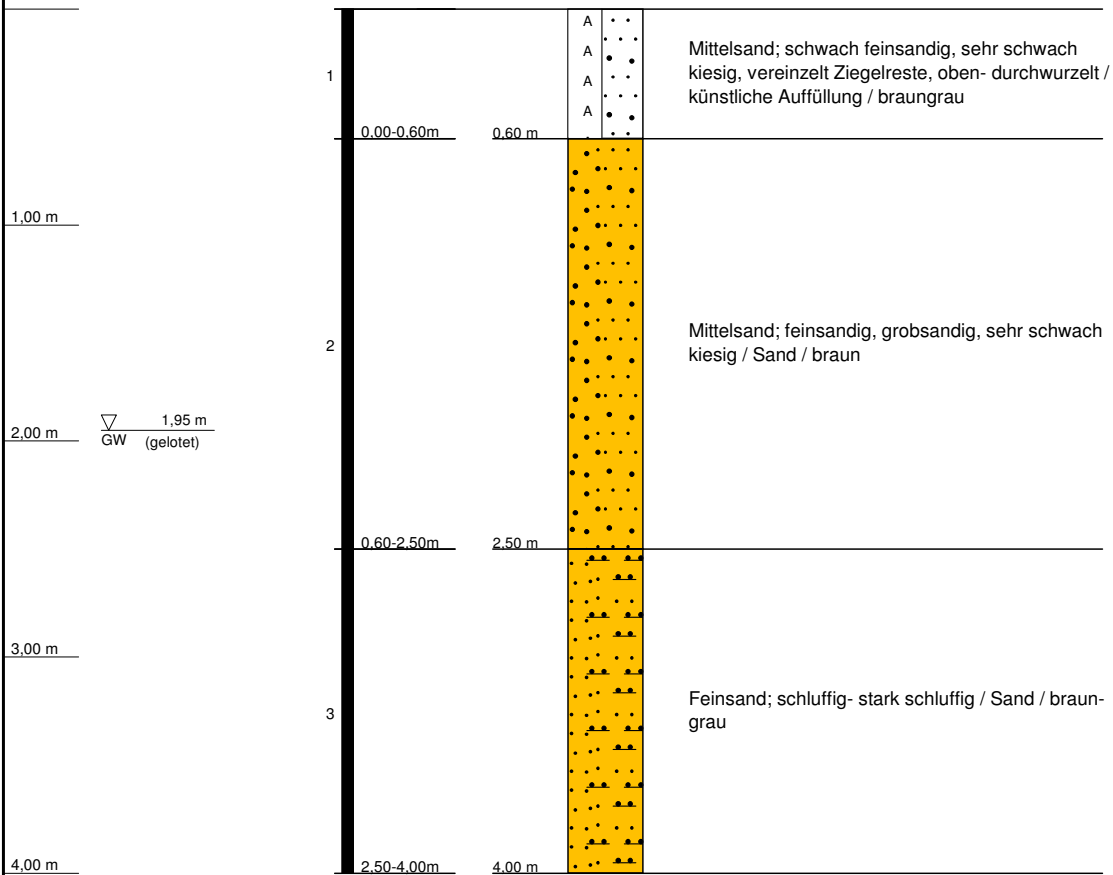 A
A
A
A
1
0,00-0,60m
0,60 m
Mittelsand; schwach feinsandig, sehr schwach
kiesig, vereinzelt Ziegelreste, oben- durchwurzelt /
künstliche Auffüllung / braungrau
1,00 m
2
Mittelsand; feinsandig, grobsandig, sehr schwach
kiesig / Sand / braun
1,95 m
GW (gelotet)
2,00 m
0,60-2,50m
2,50 m
3,00 m
3
Feinsand; schluffig- stark schluffig / Sand / braun-
grau
4,00 m
2,50-4,00m
4,00 m